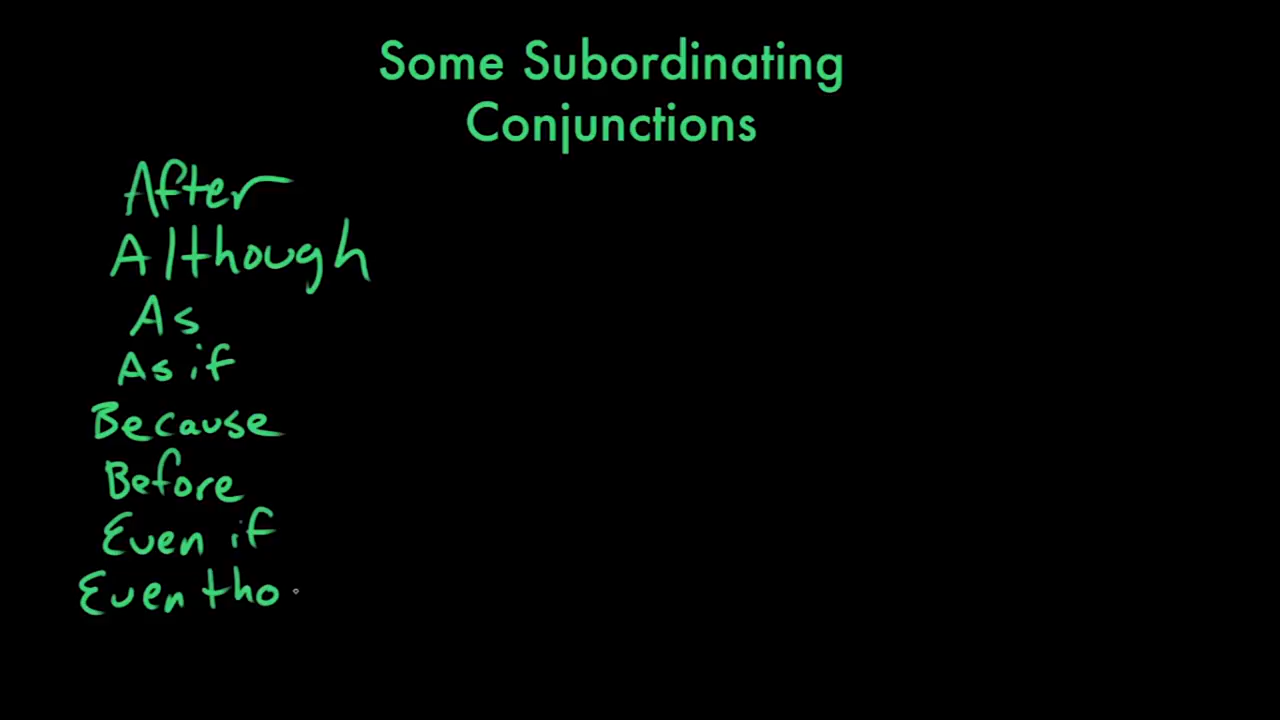 Some Subordinating
Conjunctions
After
Although
As
As if
Because
Before
Even if
Even tho